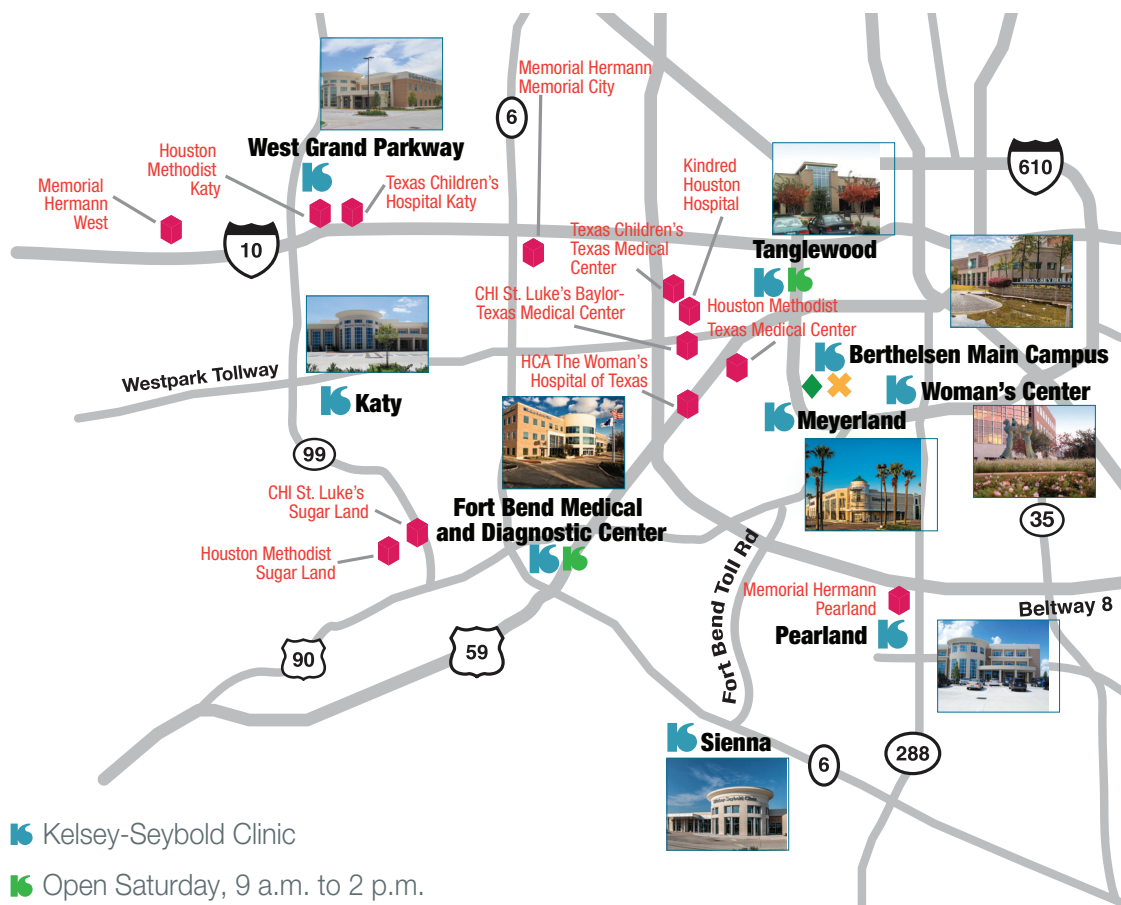 Memorial Hermann
Memorial City
6
West Grand Parkway
Houston
Methodist
Katy
Memorial
Hermann
West
Texas Children's
Hospital Katy
Kindred
Houston
Hospital
610
10
Texas Children's
Texas Medical
Center
Tanglewood
CHI St. Luke's Baylor-
Texas Medical Center
Houston Methodist
Texas Medical Center
HCA The Woman's
Hospital of Texas
Berthelsen Main Campus
Woman's Center
Meyerland
Westpark Tollway
Katy
99
CHI St. Luke's
Sugar Land
Houston Methodist
Sugar Land
Fort Bend Medical
and Diagnostic Center
35
Fort Bend Toll Rd
Memorial Hermann
Pearland
Beltway 8
Pearland
90
59
Sienna
6
288
Kelsey-Seybold Clinic
Open Saturday, 9 a.m. to 2 p.m.